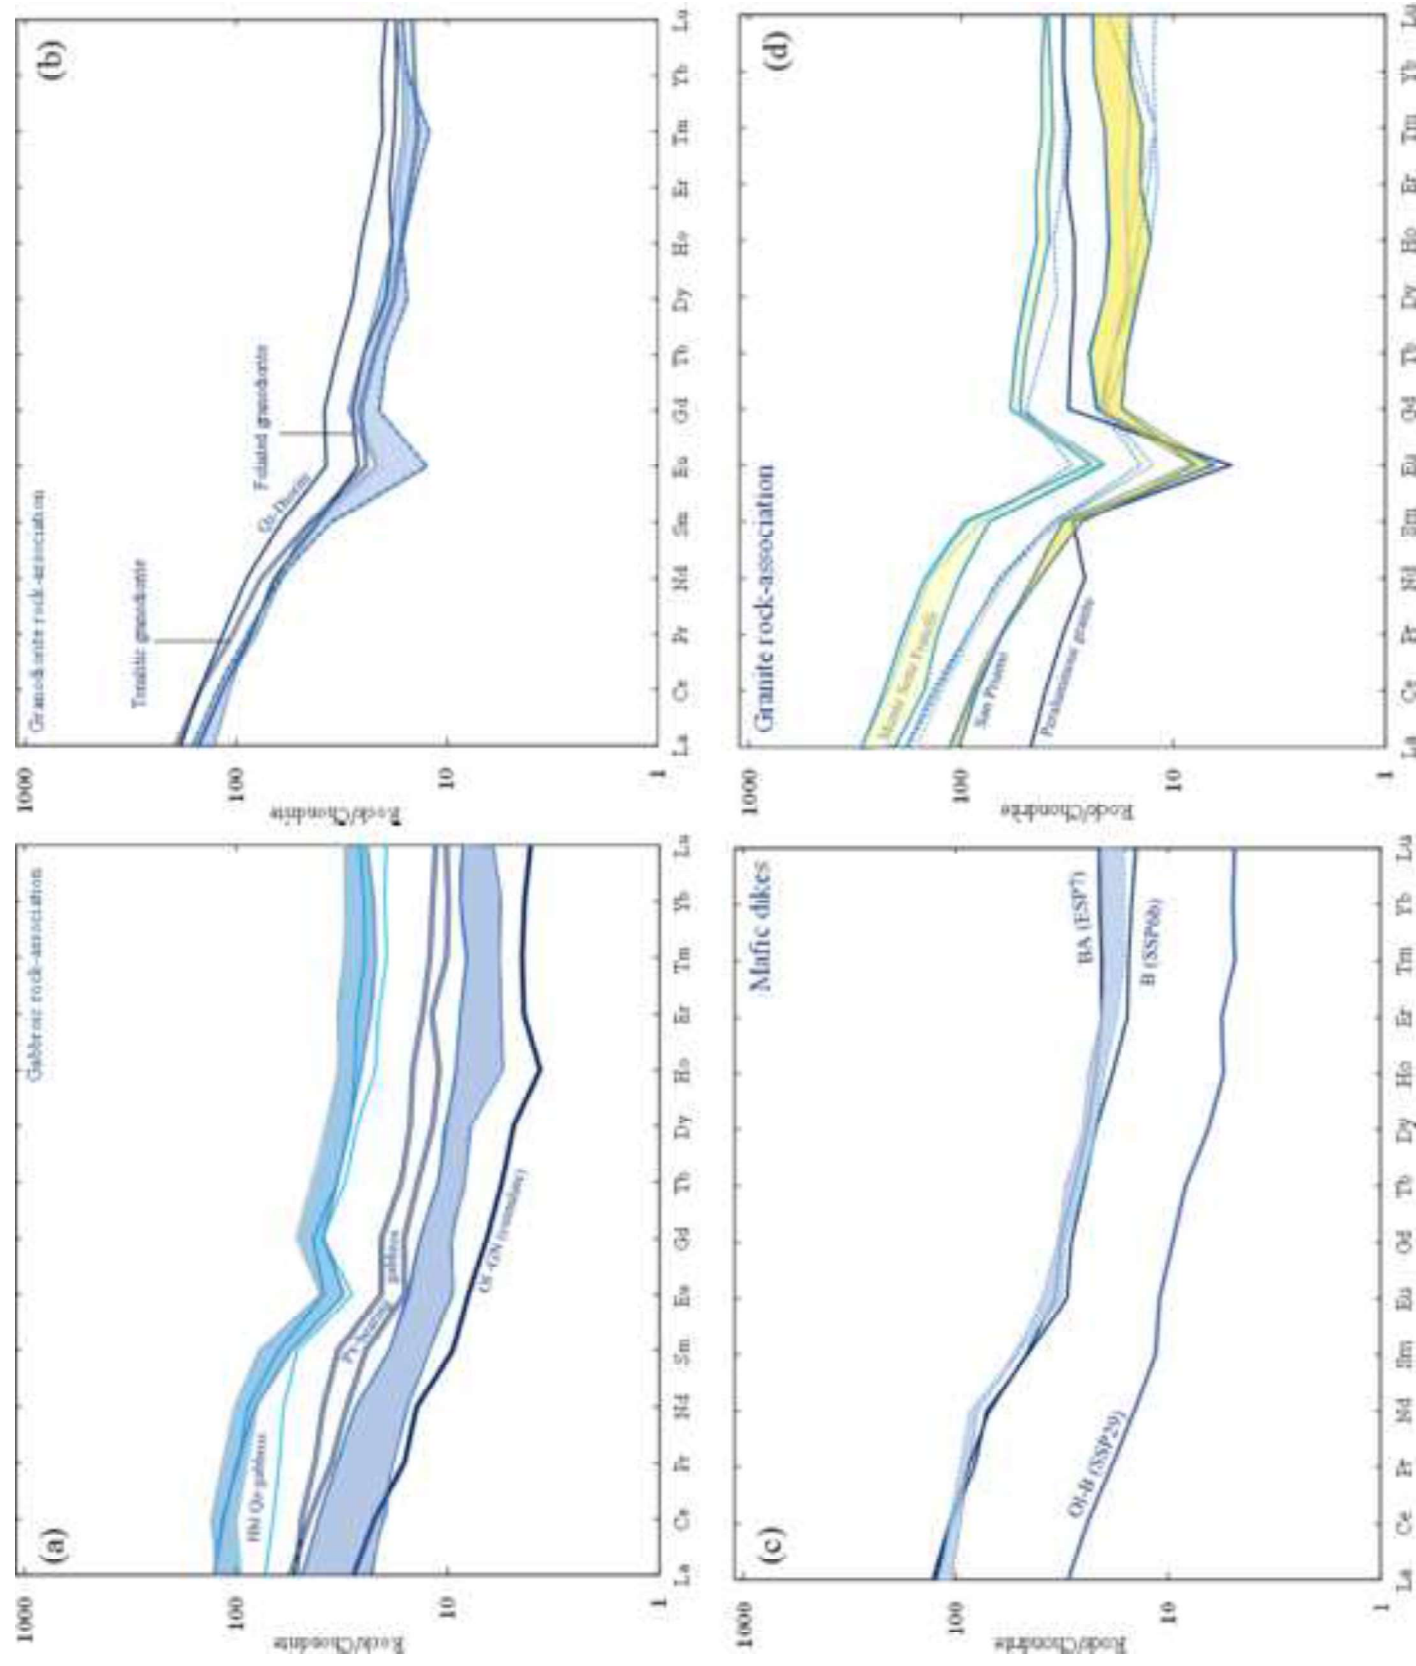 (a)
Gabbroic rock-association
1000
100
10
1
Rock/Chondrite
Hbl Qz-gabbros
Px-bearing
gabbros
Ol-GN (cumulate)
La Ce Pr Nd Sm Eu Gd Tb Dy Ho Er Tm Yb Lu
(b)
Granodiorite rock-association
1000
100
10
1
Rock/Chondrite
Tonalitic granodiorite
Qz-Diorite
Foliated granodiorite
La Ce Pr Nd Sm Eu Gd Tb Dy Ho Er Tm Yb Lu
(c)
Mafic dikes
1000
100
10
1
Rock/Chondrite
BA (ESP7)
B (SSP6b)
Ol-B (SSP29)
La Ce Pr Nd Sm Eu Gd Tb Dy Ho Er Tm Yb Lu
(d)
Granite rock-association
1000
100
10
1
Rock/Chondrite
Monte Sette Fratelli
San Priamo
Peraluminous granite
La Ce Pr Nd Sm Eu Gd Tb Dy Ho Er Tm Yb Lu